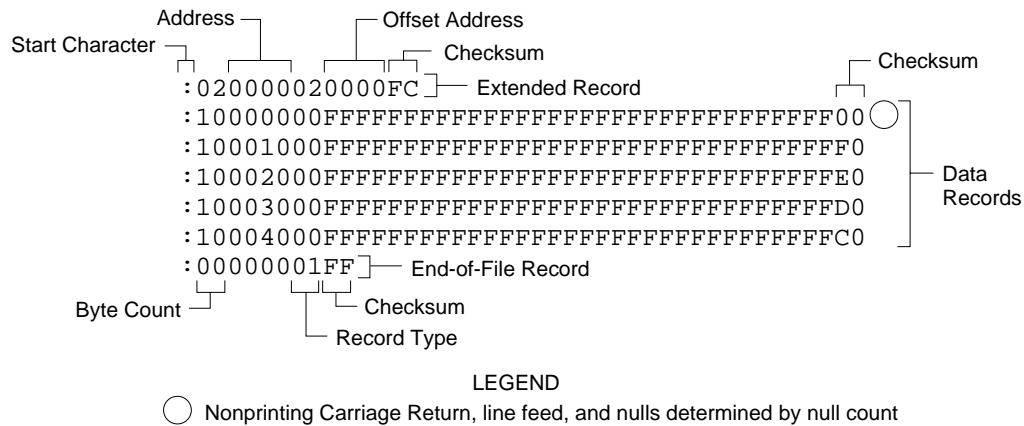 Address Offset Address
Start Character Checksum Checksum
:020000020000FC Extended Record
:10000000FFFFFFFFFFFFFFFFFFFFFFFFFFFFFFFF00
:10001000FFFFFFFFFFFFFFFFFFFFFFFFFFFFFFFFF0
:10002000FFFFFFFFFFFFFFFFFFFFFFFFFFFFFFFFE0
:10003000FFFFFFFFFFFFFFFFFFFFFFFFFFFFFFFFD0
:10004000FFFFFFFFFFFFFFFFFFFFFFFFFFFFFFFFC0
Data
Records
:00000001FF End-of-File Record
Byte Count Checksum
Record Type
LEGEND
Nonprinting Carriage Return, line feed, and nulls determined by null count